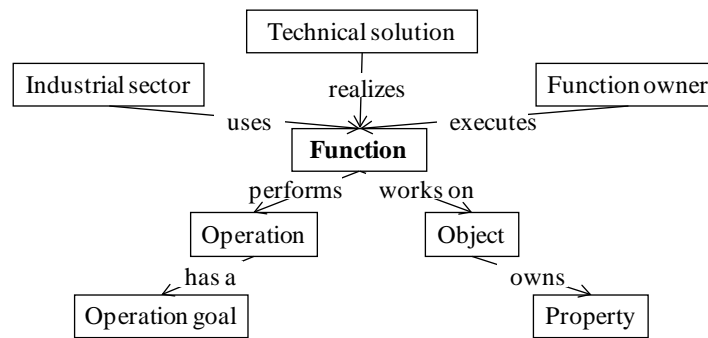 Technical solution
Industrial sector
realizes
Function owner
uses
executes
Function
performs
works on
Operation
Object
has a
owns
Operation goal
Property